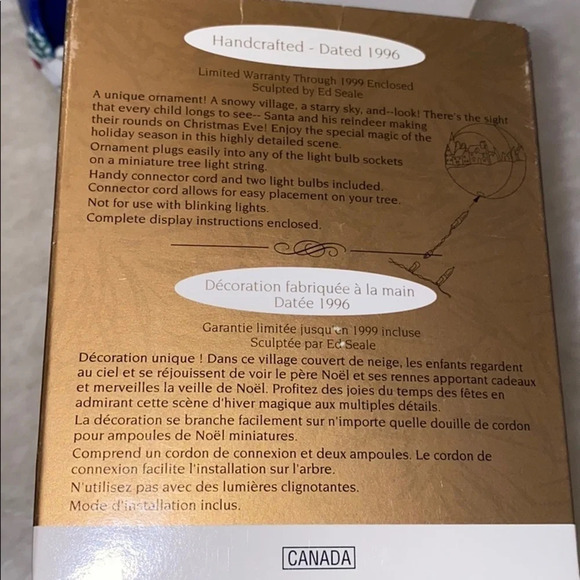 Handcrafted - Dated 1996
Limited Warranty Through 1999 Enclosed
Sculpted by Ed Seale
A unique ornament! A snowy village, a starry sky, and--look! There's the sight
that every child longs to see-- Santa and his reindeer making
their rounds on Christmas Eve! Enjoy the special magic of the
holiday season in this highly detailed scene.
Ornament plugs easily into any of the light bulb sockets
on a miniature tree light string.
Handy connector cord and two light bulbs included.
Connector cord allows for easy placement on your tree.
Not for use with blinking lights.
Complete display instructions enclosed.
Décoration fabriquée à la main
Datée 1996
Garantie limitée jusqu'en 1999 incluse
Sculptée par Ed Seale
Décoration unique ! Dans ce village couvert de neige, les enfants regardent
au ciel et se réjouissent de voir le père Noël et ses rennes apportant cadeaux
et merveilles la veille de Noël. Profitez des joies du temps des fêtes en
admirant cette scène d'hiver magique aux multiples détails.
La décoration se branche facilement sur n'importe quelle douille de cordon
pour ampoules de Noël miniatures.
Comprend un cordon de connexion et deux ampoules. Le cordon de
connexion facilite l'installation sur l'arbre.
N'utilisez pas avec des lumières clignotantes.
Mode d'installation inclus.
CANADA